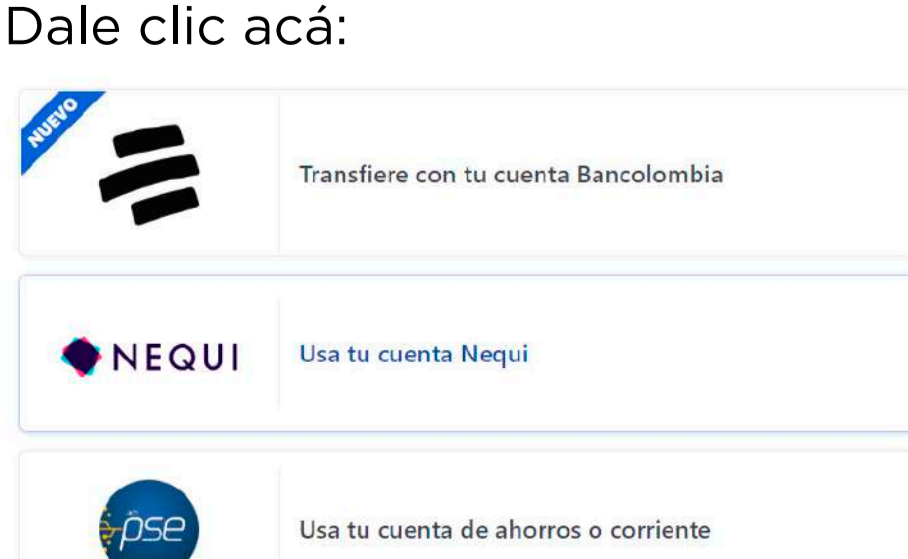 Dale clic acá:
NUEVO
Transfiere con tu cuenta Bancolombia
NEQUI
Usa tu cuenta Nequi
pse
Usa tu cuenta de ahorros o corriente